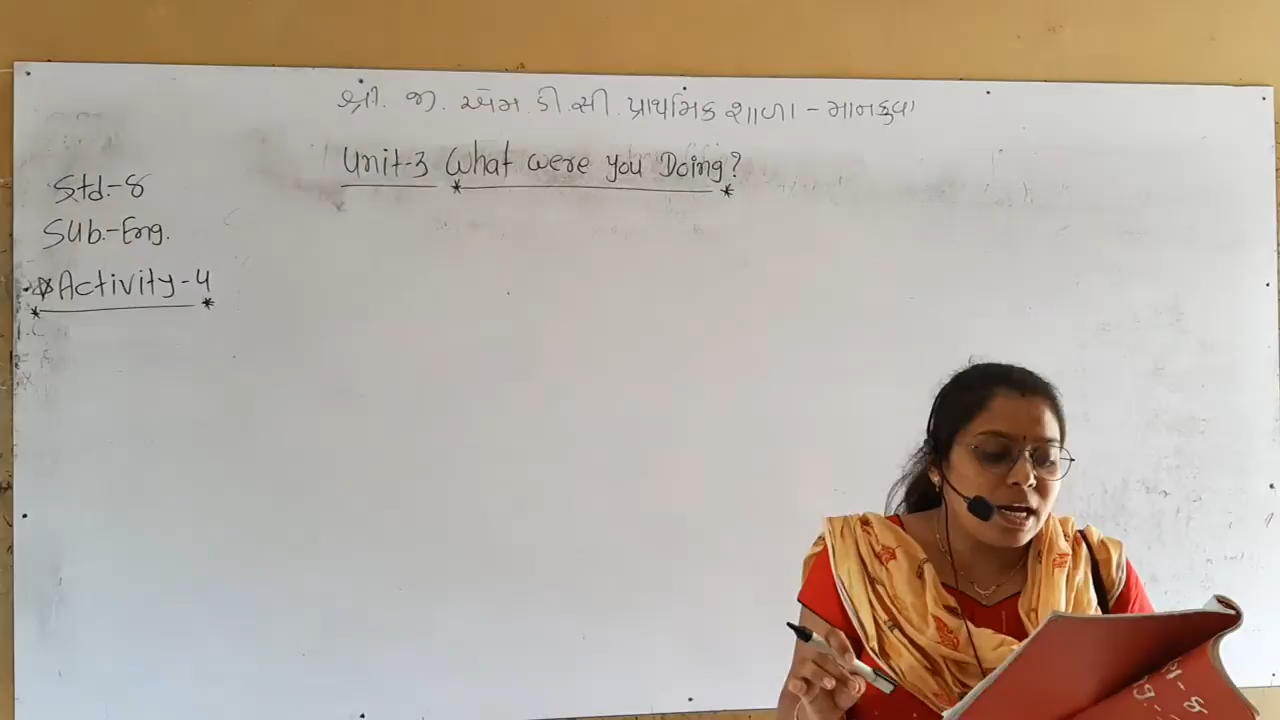 શ્રી. જી. એમ. ડી. સી. પ્રાથમિક શાળા - માનકુવા
Unit-3 What were you Doing?
Std.-8
Sub.-Eng.
Activity-4